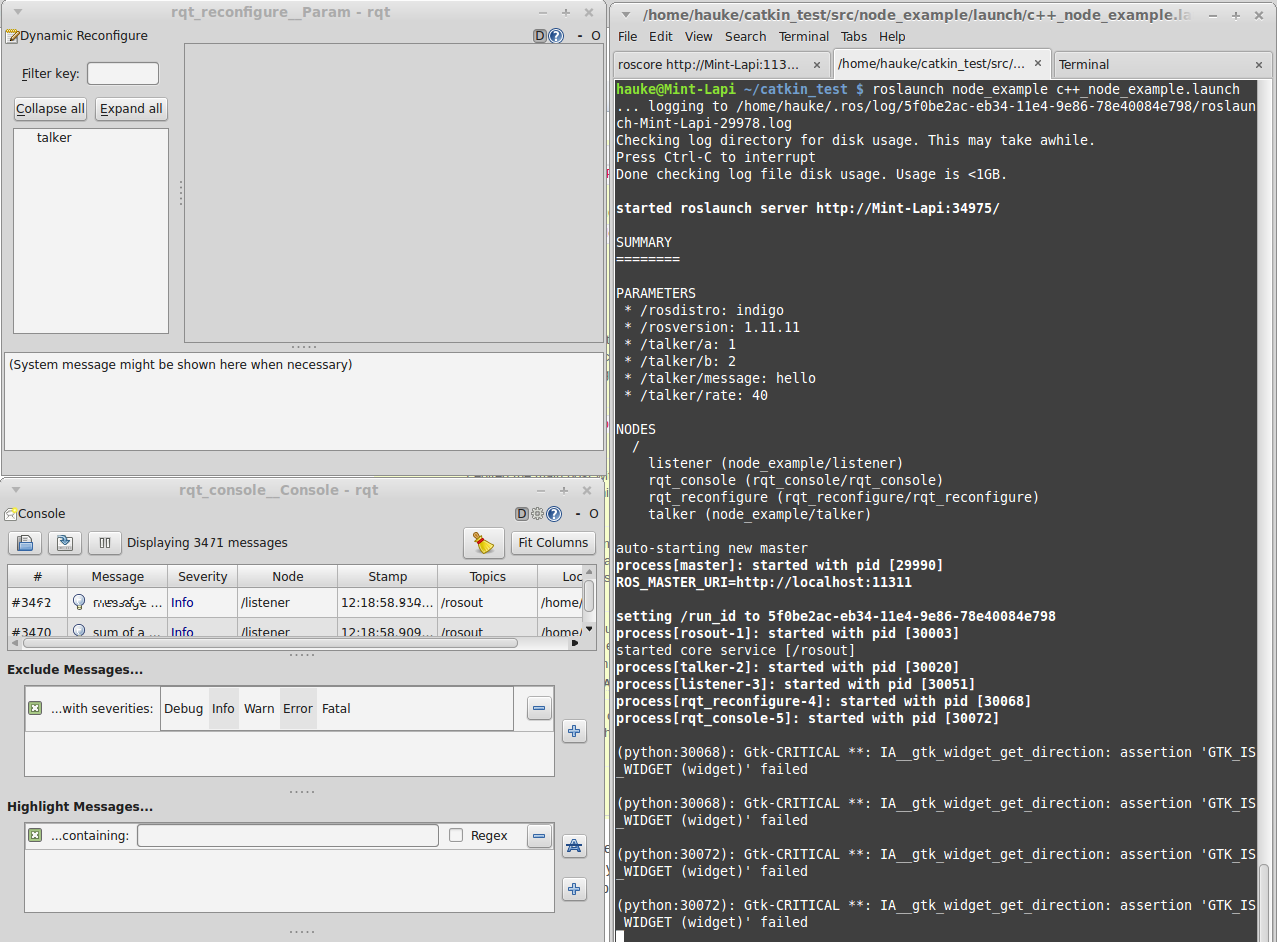 rqt_reconfigure__Param - rqt
Dynamic Reconfigure
D
- O
Filter key:
Collapse all
Expand all
talker
(System message might be shown here when necessary)
rqt_console__Console - rqt
Console
D
- O
Displaying 3471 messages
Fit Columns
# Message Severity Node Stamp Topics Loc
message ... Info /listener /rosout /home/
#3470 sum of a ... Info /listener 12:18:58.909... /rosout /home/
Exclude Messages...
...with severities: Debug Info Warn Error Fatal
Highlight Messages...
...containing: Regex
/home/hauke/catkin_test/src/node_example/launch/c++_node_example.la
File Edit View Search Terminal Tabs Help
roscore http://Mint-Lapi:113...
/home/hauke/catkin_test/src/...
Terminal
hauke@Mint-Lapi ~/catkin_test $ roslaunch node_example c++_node_example.launch
... logging to /home/hauke/.ros/log/5f0be2ac-eb34-11e4-9e86-78e40084e798/roslaun
ch-Mint-Lapi-29978.log
Checking log directory for disk usage. This may take awhile.
Press Ctrl-C to interrupt
Done checking log file disk usage. Usage is <1GB.
started roslaunch server http://Mint-Lapi:34975/
SUMMARY
========
PARAMETERS
* /rosdistro: indigo
* /rosversion: 1.11.11
* /talker/a: 1
* /talker/b: 2
* /talker/message: hello
* /talker/rate: 40
NODES
/
listener (node_example/listener)
rqt_console (rqt_console/rqt_console)
rqt_reconfigure (rqt_reconfigure/rqt_reconfigure)
talker (node_example/talker)
auto-starting new master
process[master]: started with pid [29990]
ROS_MASTER_URI=http://localhost:11311
setting /run_id to 5f0be2ac-eb34-11e4-9e86-78e40084e798
process[rosout-1]: started with pid [30003]
started core service [/rosout]
process[talker-2]: started with pid [30020]
process[listener-3]: started with pid [30051]
process[rqt_reconfigure-4]: started with pid [30068]
process[rqt_console-5]: started with pid [30072]
(python:30068): Gtk-CRITICAL **: IA__gtk_widget_get_direction: assertion 'GTK_IS
_WIDGET (widget)' failed
(python:30068): Gtk-CRITICAL **: IA__gtk_widget_get_direction: assertion 'GTK_IS
_WIDGET (widget)' failed
(python:30072): Gtk-CRITICAL **: IA__gtk_widget_get_direction: assertion 'GTK_IS
_WIDGET (widget)' failed
(python:30072): Gtk-CRITICAL **: IA__gtk_widget_get_direction: assertion 'GTK_IS
_WIDGET (widget)' failed